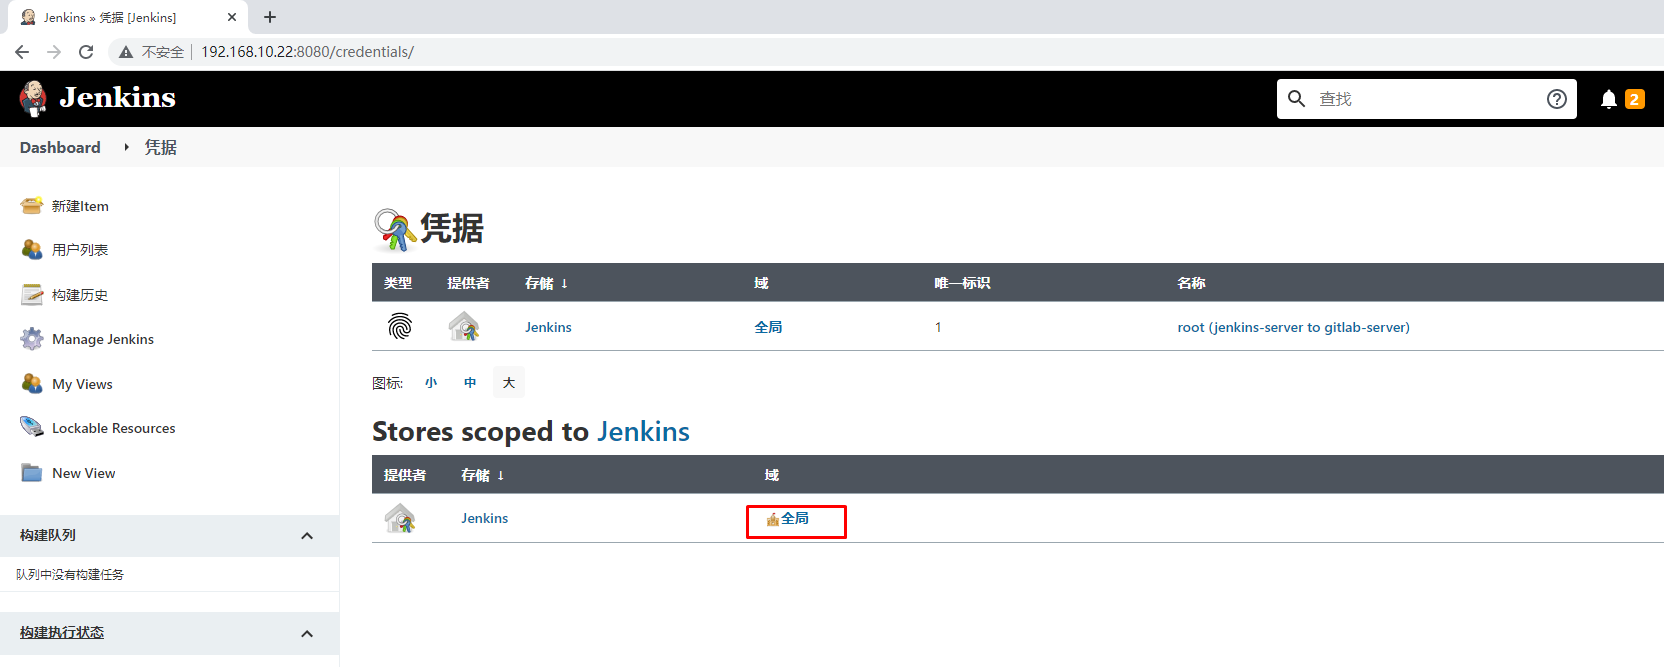 Jenkins » 凭据 [Jenkins]
不安全 192.168.10.22:8080/credentials/
Jenkins
查找
2
Dashboard 凭据
新建Item
用户列表
构建历史
Manage Jenkins
My Views
Lockable Resources
New View
构建队列
队列中没有构建任务
构建执行状态
凭据
类型 提供者 存储 ↓ 域 唯一标识 名称
Jenkins 全局 1 root (jenkins-server to gitlab-server)
图标: 小 中 大
Stores scoped to Jenkins
提供者 存储 ↓ 域
Jenkins 全局